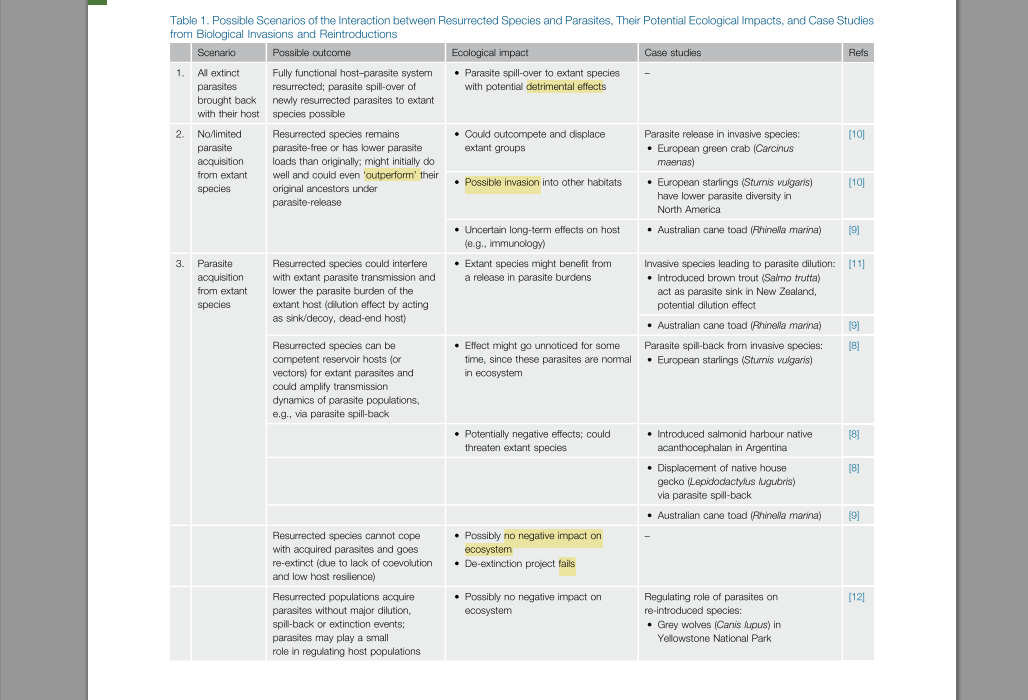 Table 1. Possible Scenarios of the Interaction between Resurrected Species and Parasites, Their Potential Ecological Impacts, and Case Studies
from Biological Invasions and Reintroductions
Scenario
Possible outcome
Ecological impact
Case studies
Refs
1.
All extinct
parasites
brought back
with their host
Fully functional host–parasite system
resurrected; parasite spill-over of
newly resurrected parasites to extant
species possible
• Parasite spill-over to extant species
with potential detrimental effects
–
2.
No/limited
parasite
acquisition
from extant
species
Resurrected species remains
parasite-free or has lower parasite
loads than originally; might initially do
well and could even ‘outperform’ their
original ancestors under
parasite-release
• Could outcompete and displace
extant groups
Parasite release in invasive species:
• European green crab (Carcinus
maenas)
[10]
• Possible invasion into other habitats
• European starlings (Sturnis vulgaris)
have lower parasite diversity in
North America
[10]
• Uncertain long-term effects on host
(e.g., immunology)
• Australian cane toad (Rhinella marina)
[9]
3.
Parasite
acquisition
from extant
species
Resurrected species could interfere
with extant parasite transmission and
lower the parasite burden of the
extant host (dilution effect by acting
as sink/decoy, dead-end host)
• Extant species might benefit from
a release in parasite burdens
Invasive species leading to parasite dilution:
• Introduced brown trout (Salmo trutta)
act as parasite sink in New Zealand,
potential dilution effect
[11]
• Australian cane toad (Rhinella marina)
[9]
Resurrected species can be
competent reservoir hosts (or
vectors) for extant parasites and
could amplify transmission
dynamics of parasite populations,
e.g., via parasite spill-back
• Effect might go unnoticed for some
time, since these parasites are normal
in ecosystem
Parasite spill-back from invasive species:
• European starlings (Sturnis vulgaris)
[8]
• Potentially negative effects; could
threaten extant species
• Introduced salmonid harbour native
acanthocephalan in Argentina
[8]
• Displacement of native house
gecko (Lepidodactylus lugubris)
via parasite spill-back
[8]
• Australian cane toad (Rhinella marina)
[9]
Resurrected species cannot cope
with acquired parasites and goes
re-extinct (due to lack of coevolution
and low host resilience)
• Possibly no negative impact on
ecosystem
• De-extinction project fails
–
Resurrected populations acquire
parasites without major dilution,
spill-back or extinction events;
parasites may play a small
role in regulating host populations
• Possibly no negative impact on
ecosystem
Regulating role of parasites on
re-introduced species:
• Grey wolves (Canis lupus) in
Yellowstone National Park
[12]